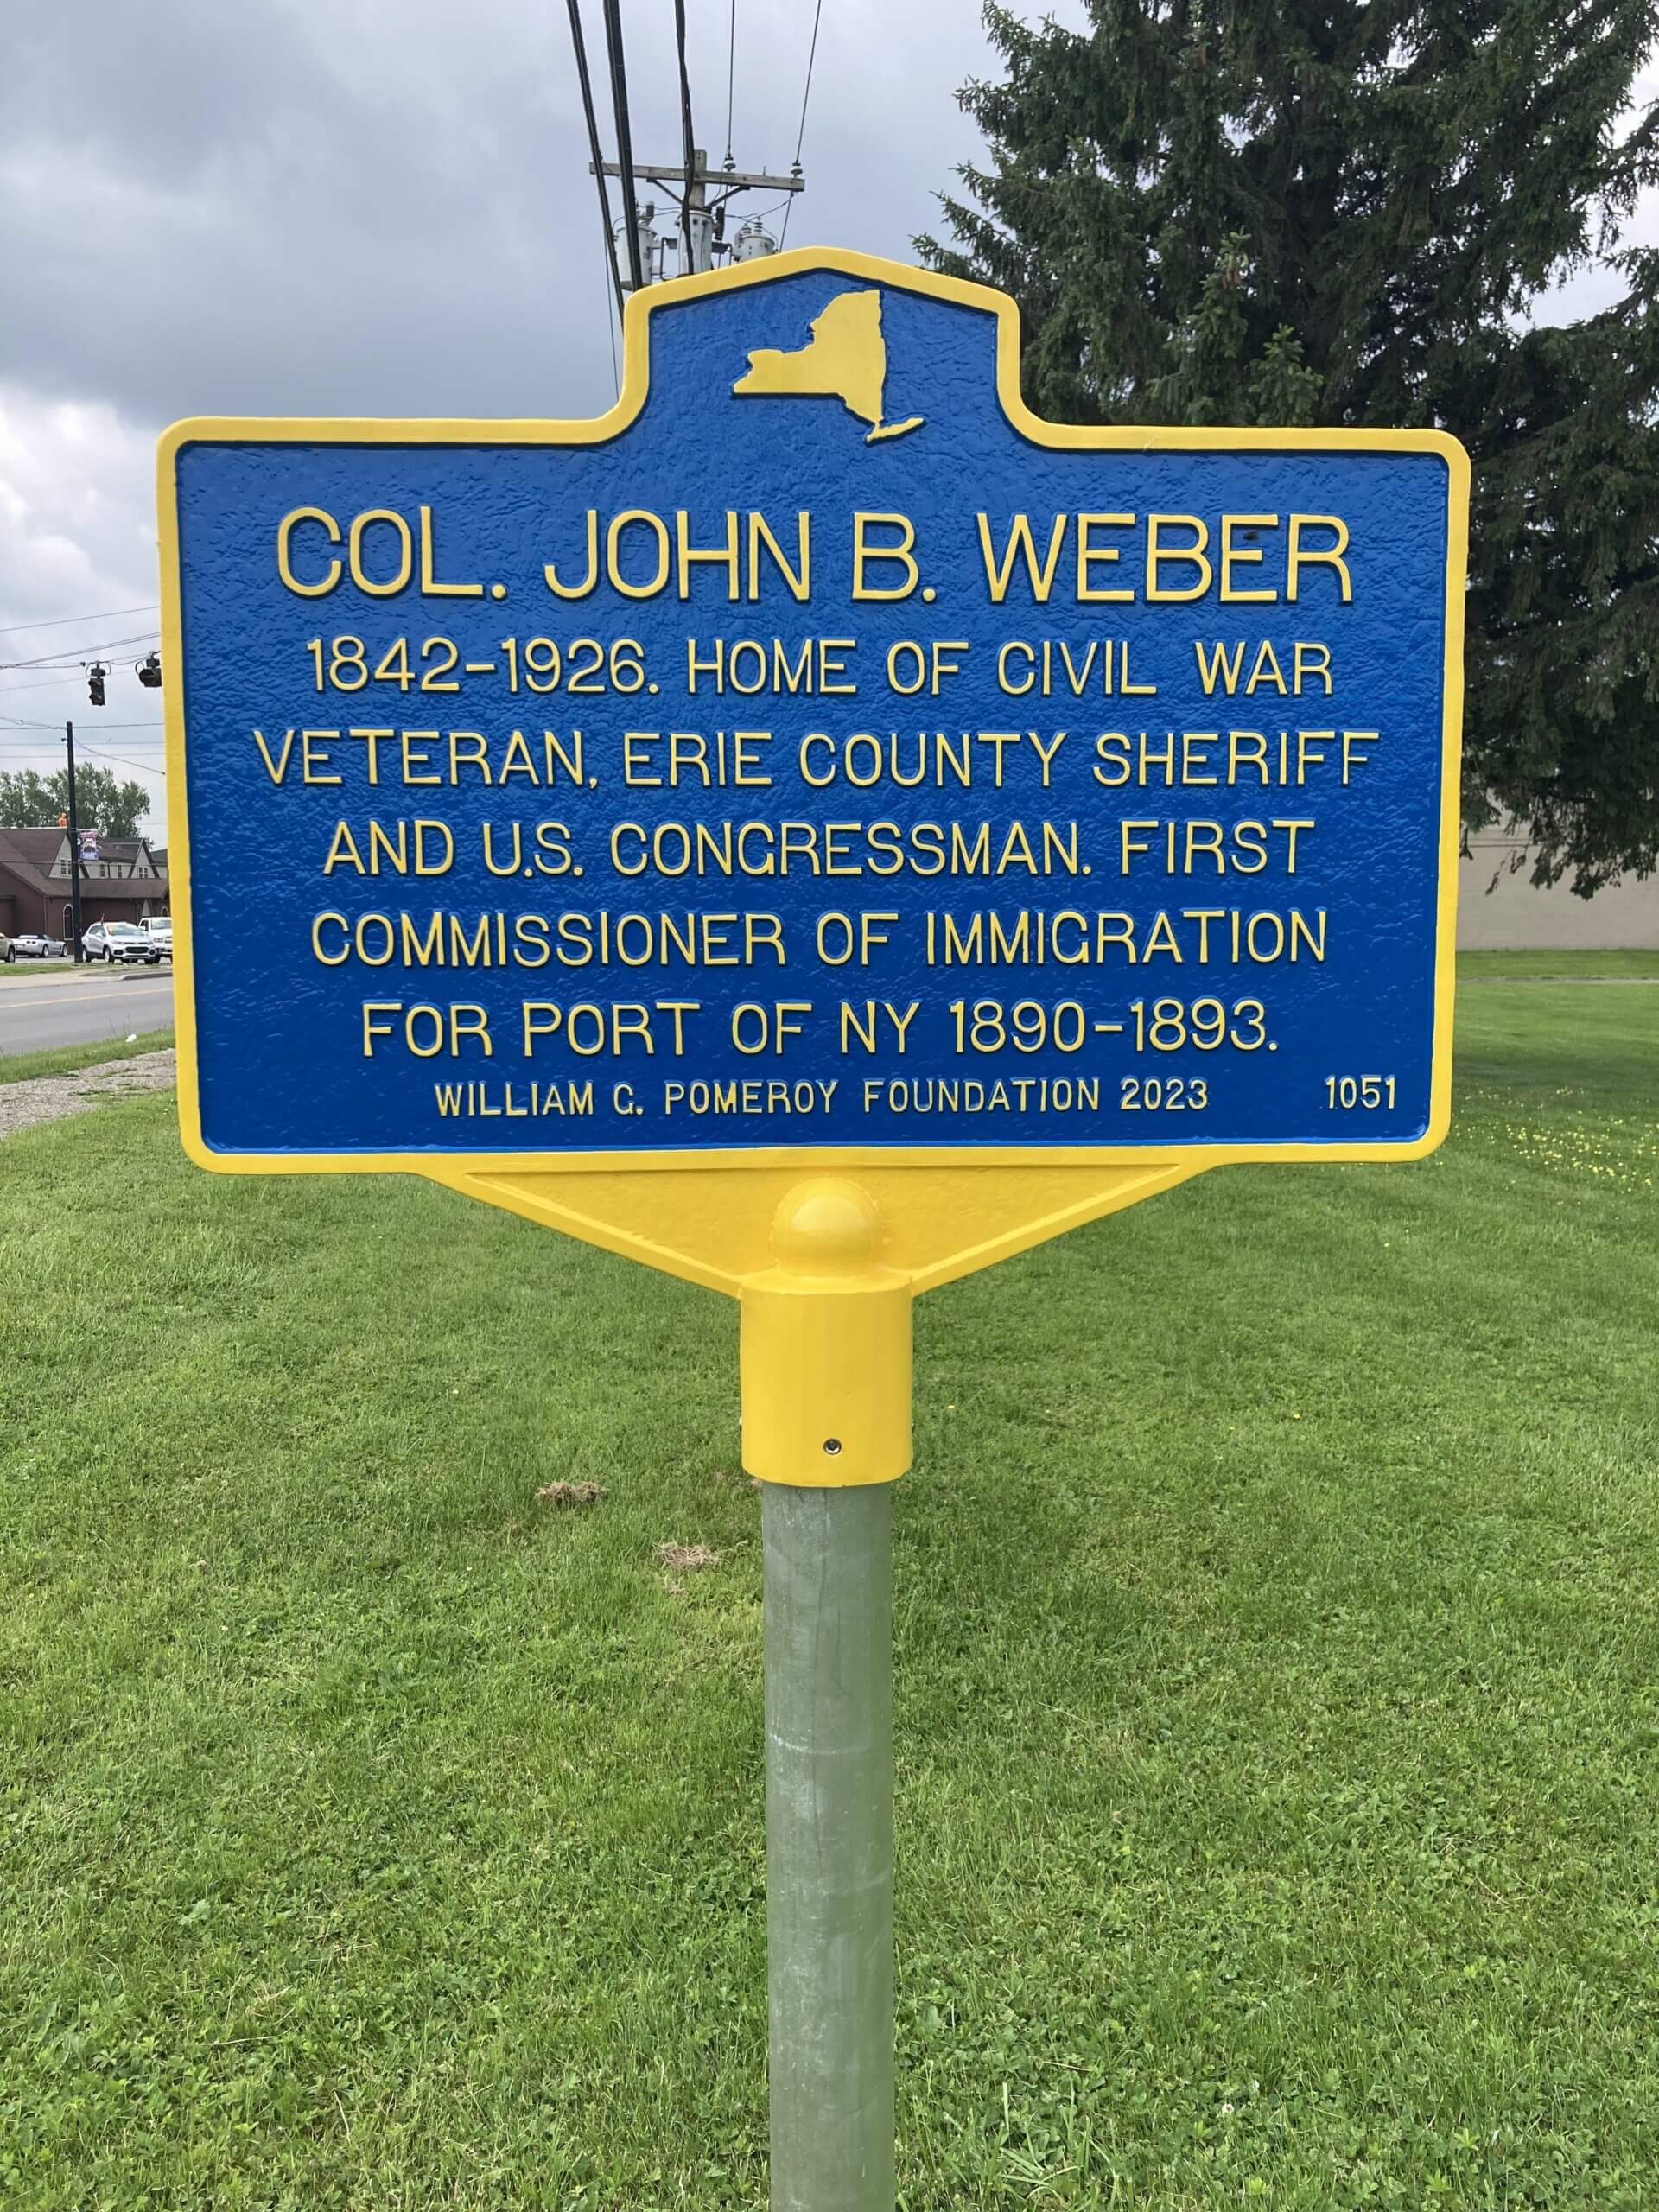 COL. JOHN B. WEBER
1842-1926. HOME OF CIVIL WAR
VETERAN, ERIE COUNTY SHERIFF
AND U.S. CONGRESSMAN. FIRST
COMMISSIONER OF IMMIGRATION
FOR PORT OF NY 1890-1893.
WILLIAM G. POMEROY FOUNDATION 2023 1051